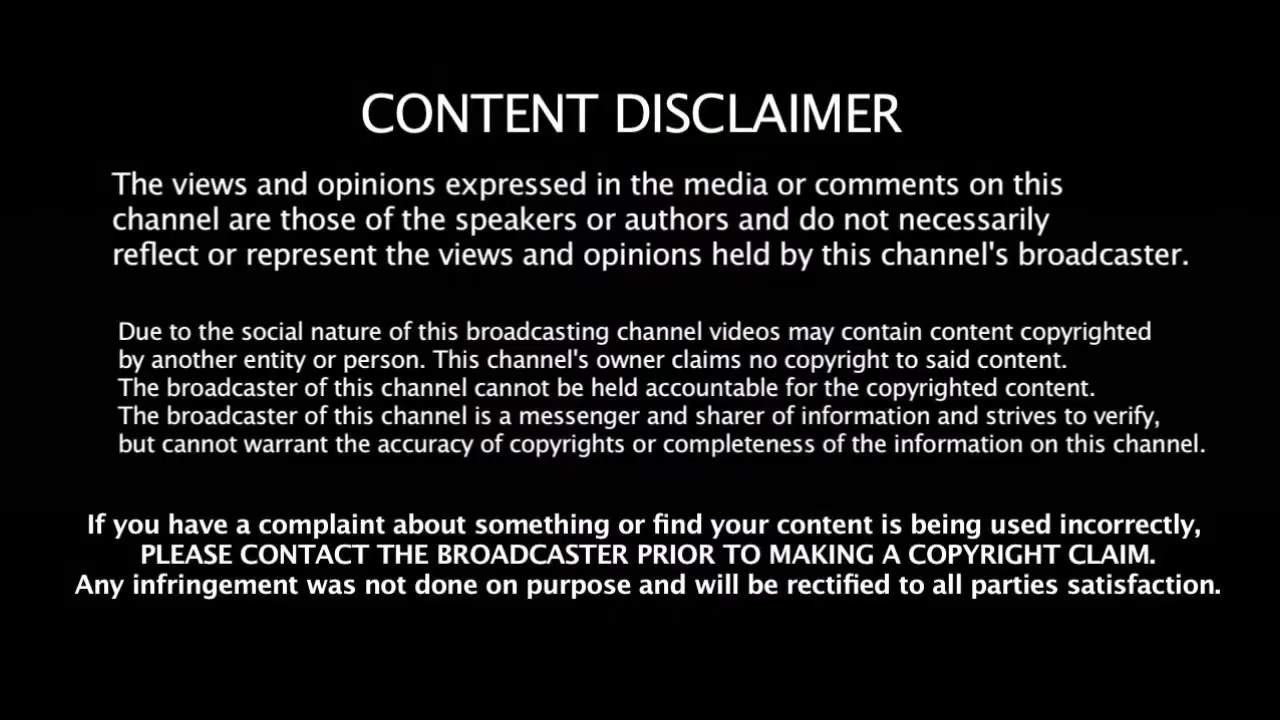 CONTENT DISCLAIMER
The views and opinions expressed in the media or comments on this
channel are those of the speakers or authors and do not necessarily
reflect or represent the views and opinions held by this channel's broadcaster.
Due to the social nature of this broadcasting channel videos may contain content copyrighted
by another entity or person. This channel's owner claims no copyright to said content.
The broadcaster of this channel cannot be held accountable for the copyrighted content.
The broadcaster of this channel is a messenger and sharer of information and strives to verify,
but cannot warrant the accuracy of copyrights or completeness of the information on this channel.
If you have a complaint about something or find your content is being used incorrectly,
PLEASE CONTACT THE BROADCASTER PRIOR TO MAKING A COPYRIGHT CLAIM.
Any infringement was not done on purpose and will be rectified to all parties satisfaction.